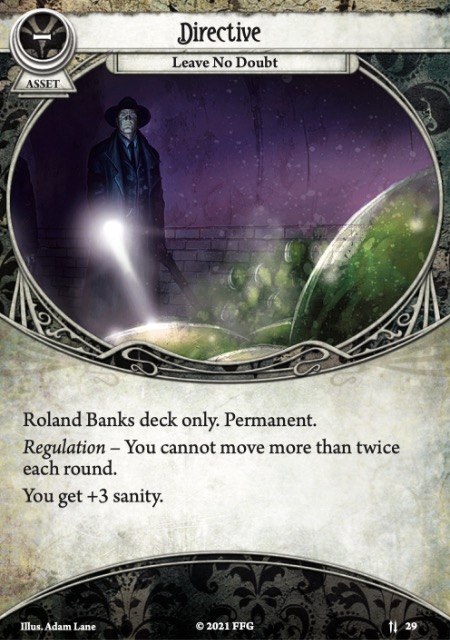 Directive
ASSET
Leave No Doubt
Roland Banks deck only. Permanent.
Regulation – You cannot move more than twice
each round.
You get +3 sanity.
Illus. Adam Lane
© 2021 FFG
29